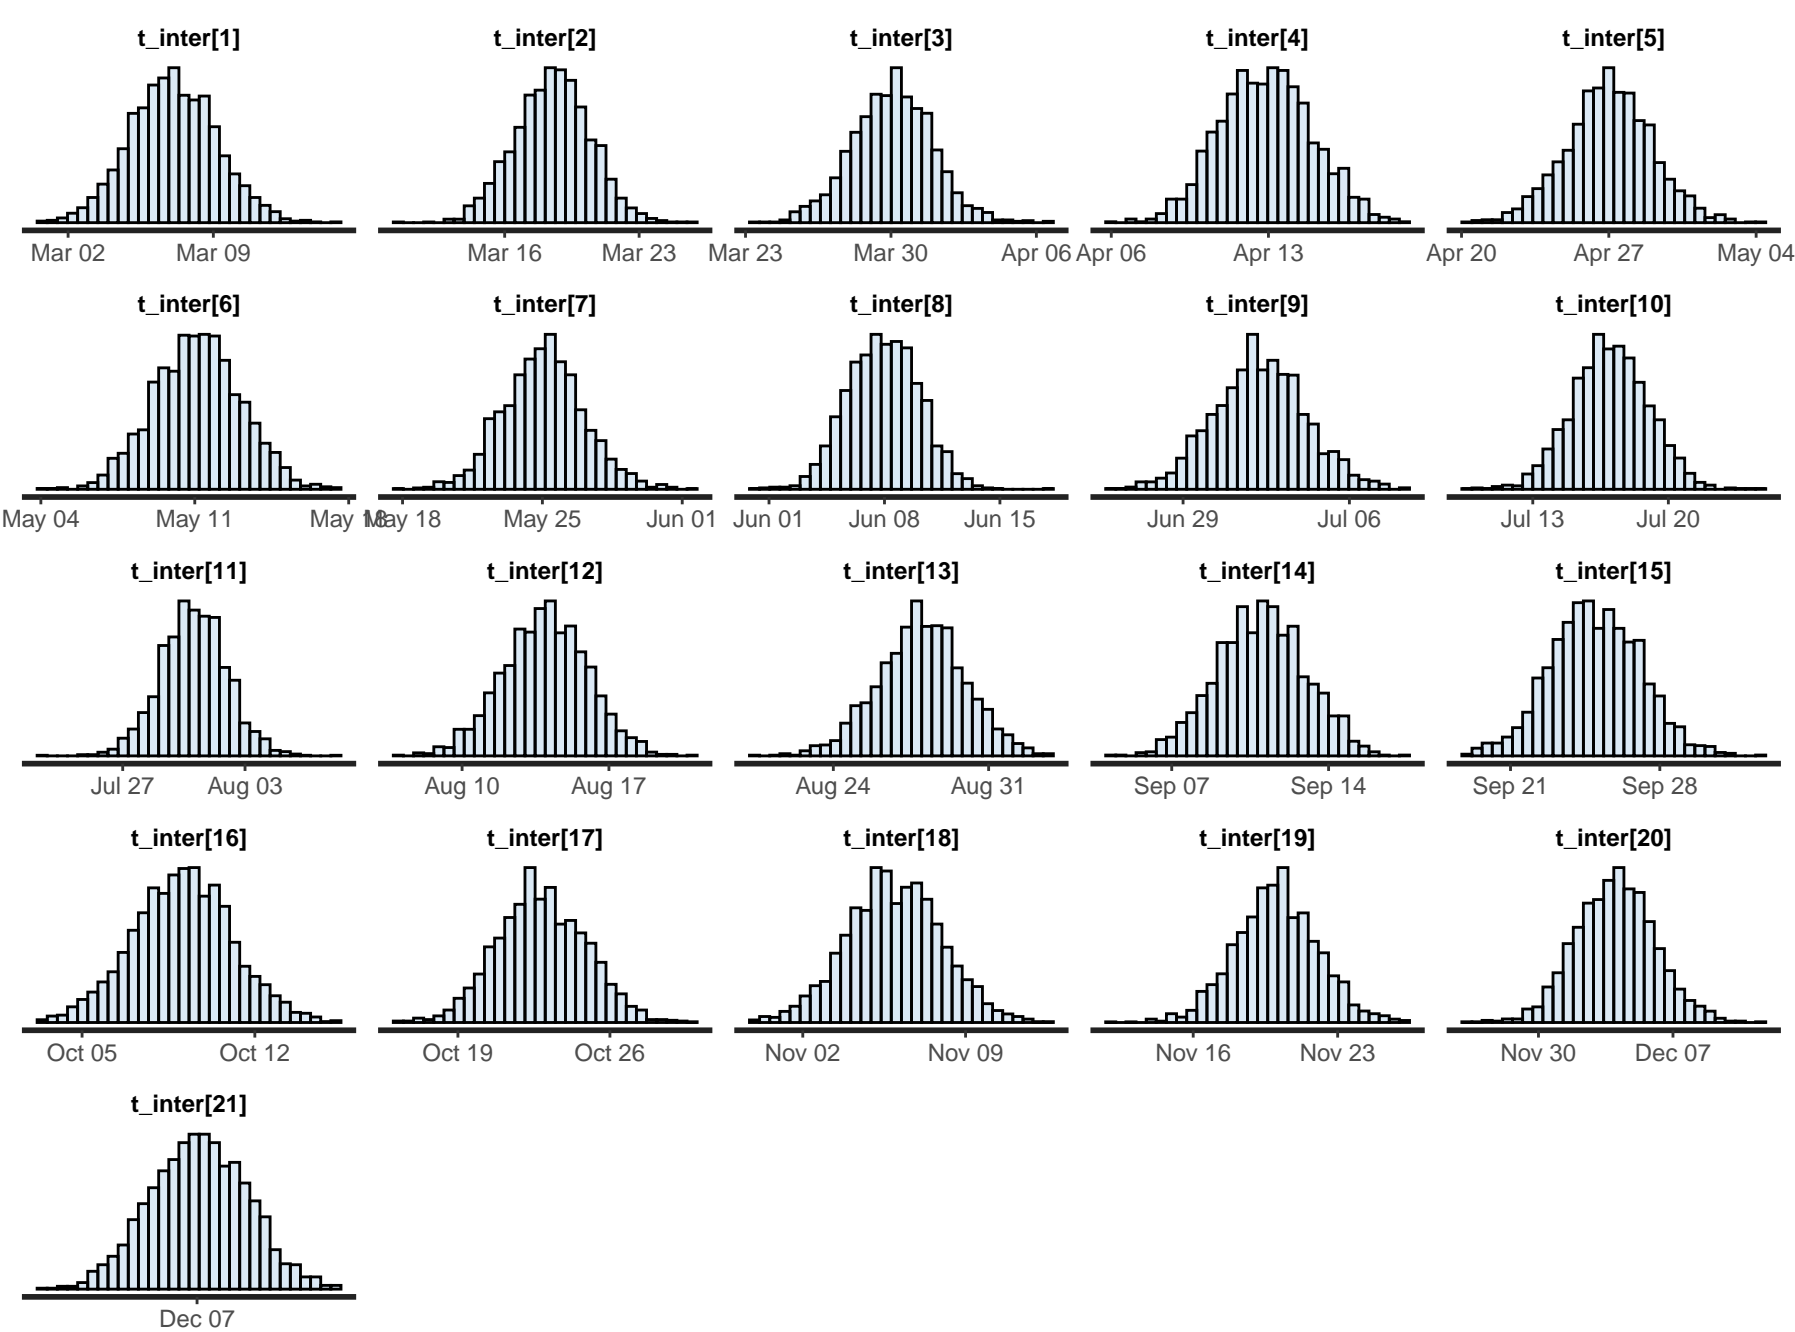 t_inter[1] t_inter[2] t_inter[3] t_inter[4] t_inter[5]
Mar 02 Mar 09 Mar 16 Mar 23 Mar 23 Mar 30 Apr 06 Apr 06 Apr 13 Apr 20 Apr 27 May 04
t_inter[6] t_inter[7] t_inter[8] t_inter[9] t_inter[10]
May 04 May 11 May 18 May 18 May 25 Jun 01 Jun 01 Jun 08 Jun 15 Jun 29 Jul 06 Jul 13 Jul 20
t_inter[11] t_inter[12] t_inter[13] t_inter[14] t_inter[15]
Jul 27 Aug 03 Aug 10 Aug 17 Aug 24 Aug 31 Sep 07 Sep 14 Sep 21 Sep 28
t_inter[16] t_inter[17] t_inter[18] t_inter[19] t_inter[20]
Oct 05 Oct 12 Oct 19 Oct 26 Nov 02 Nov 09 Nov 16 Nov 23 Nov 30 Dec 07
t_inter[21]
Dec 07